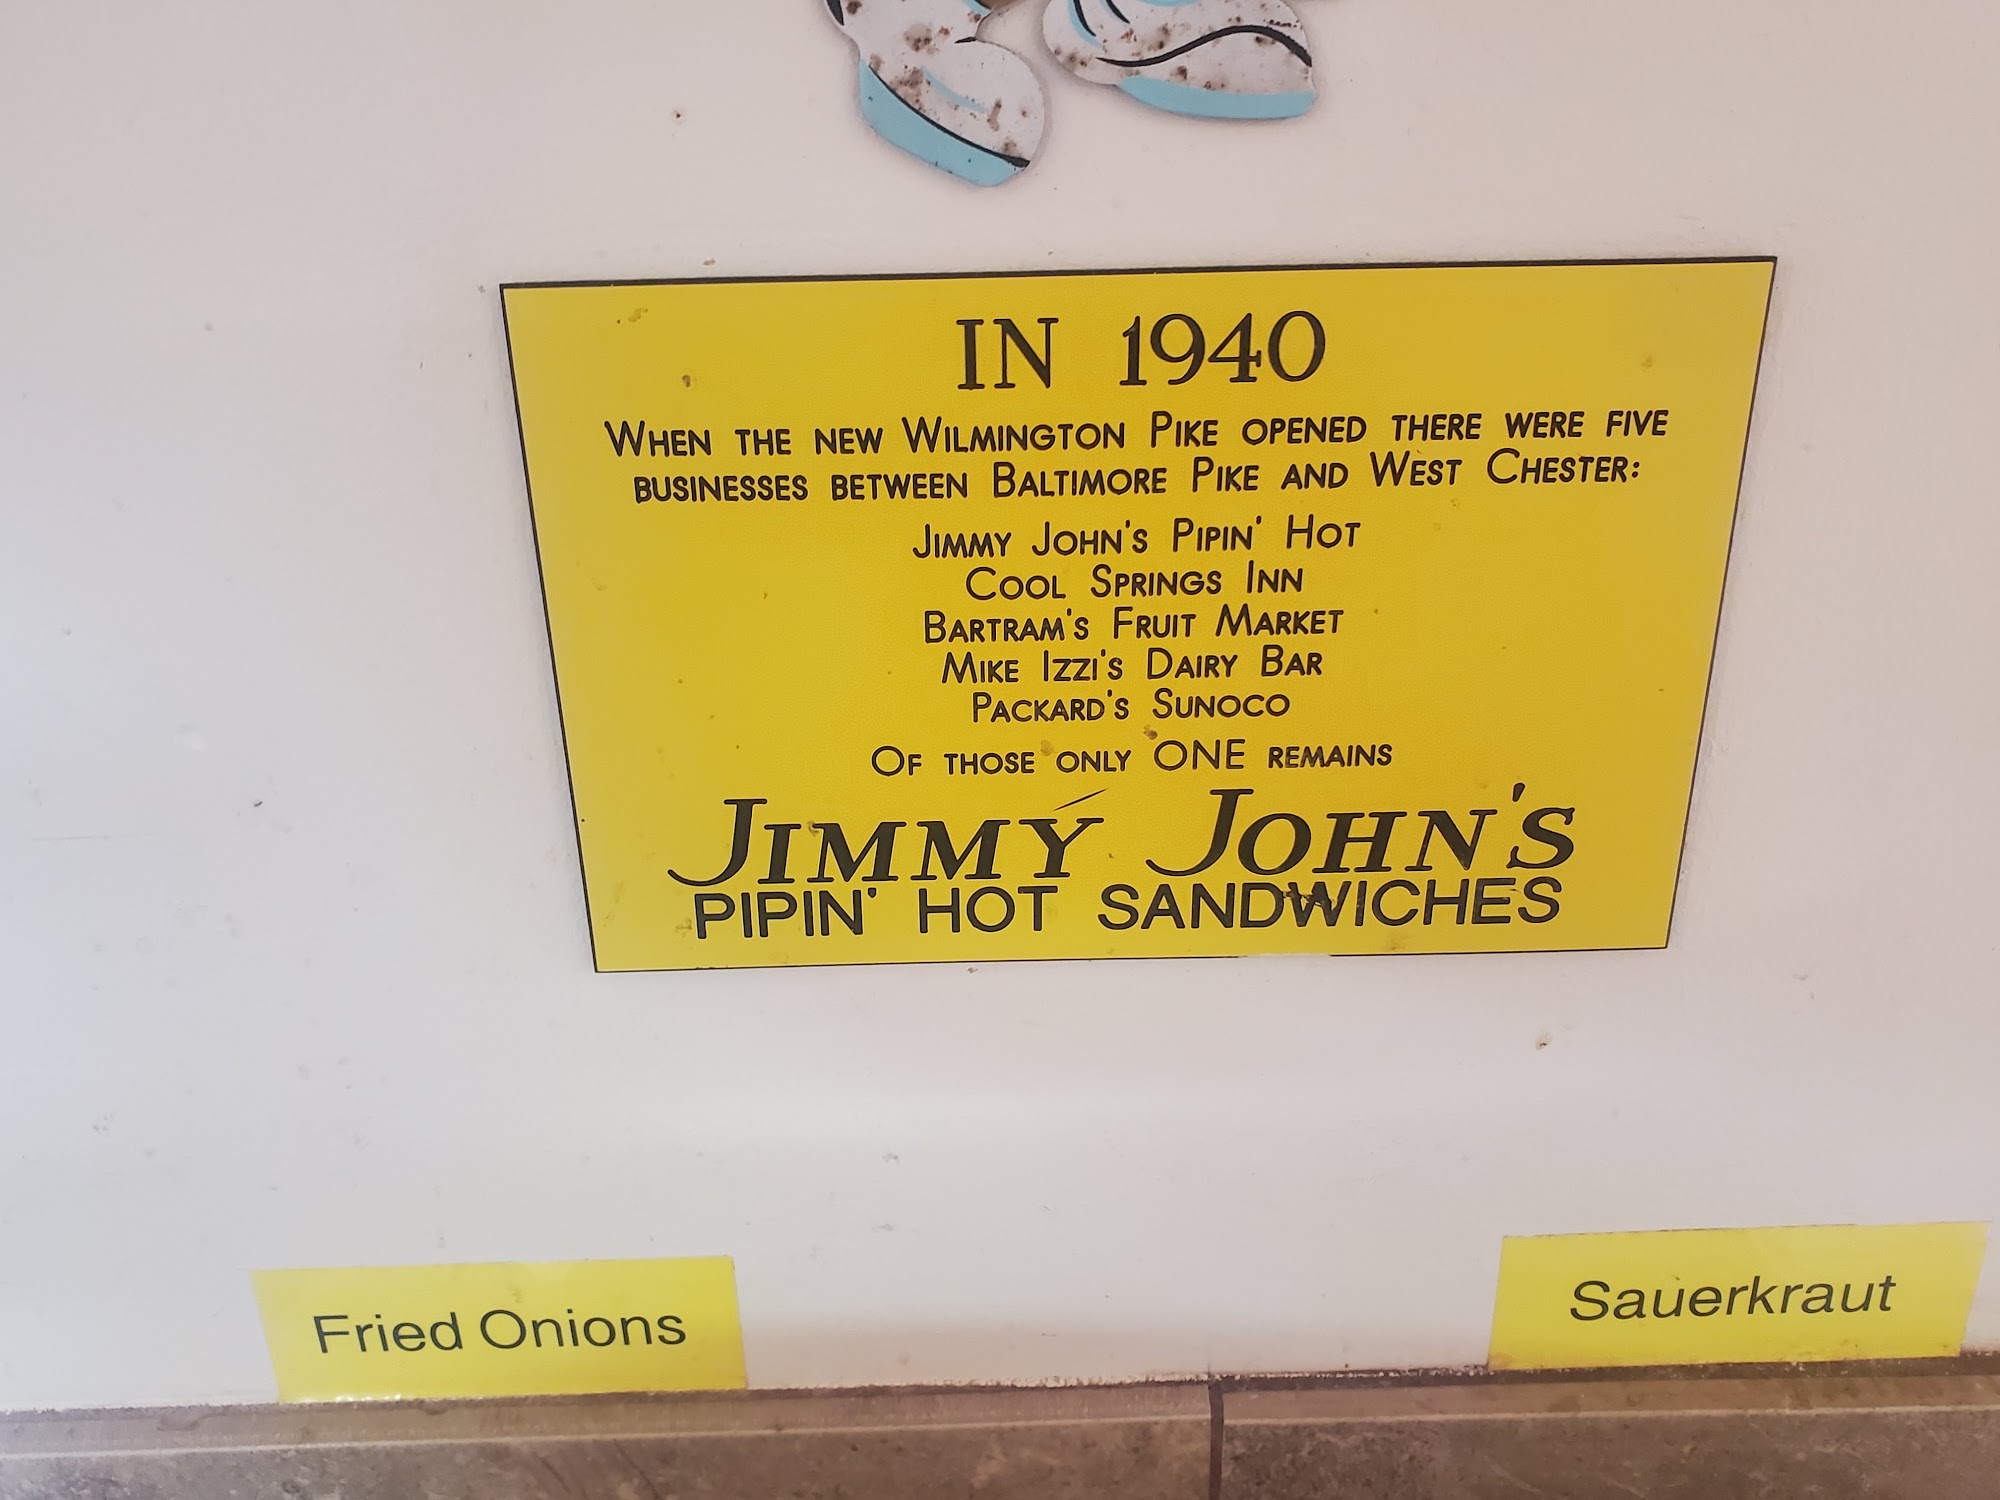 IN 1940
WHEN THE NEW WILMINGTON PIKE OPENED THERE WERE FIVE
BUSINESSES BETWEEN BALTIMORE PIKE AND WEST CHESTER:
JIMMY JOHN'S PIPIN' HOT
COOL SPRINGS INN
BARTRAM'S FRUIT MARKET
MIKE IZZI'S DAIRY BAR
PACKARD'S SUNOCO
OF THOSE ONLY ONE REMAINS
JIMMY JOHN'S
PIPIN' HOT SANDWICHES
Fried Onions
Sauerkraut